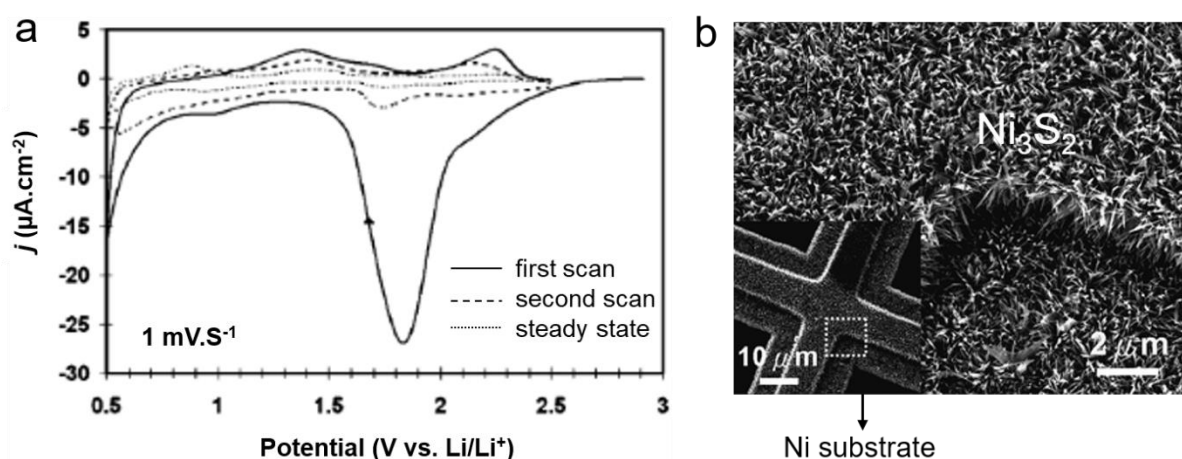 a
5
0
-5
-10
-15
-20
-25
-30
j (µA.cm⁻²)
first scan
second scan
steady state
1 mV.S⁻¹
0.5 1 1.5 2 2.5 3
Potential (V vs. Li/Li⁺)
b
Ni₃S₂
10 μm
2 μm
Ni substrate